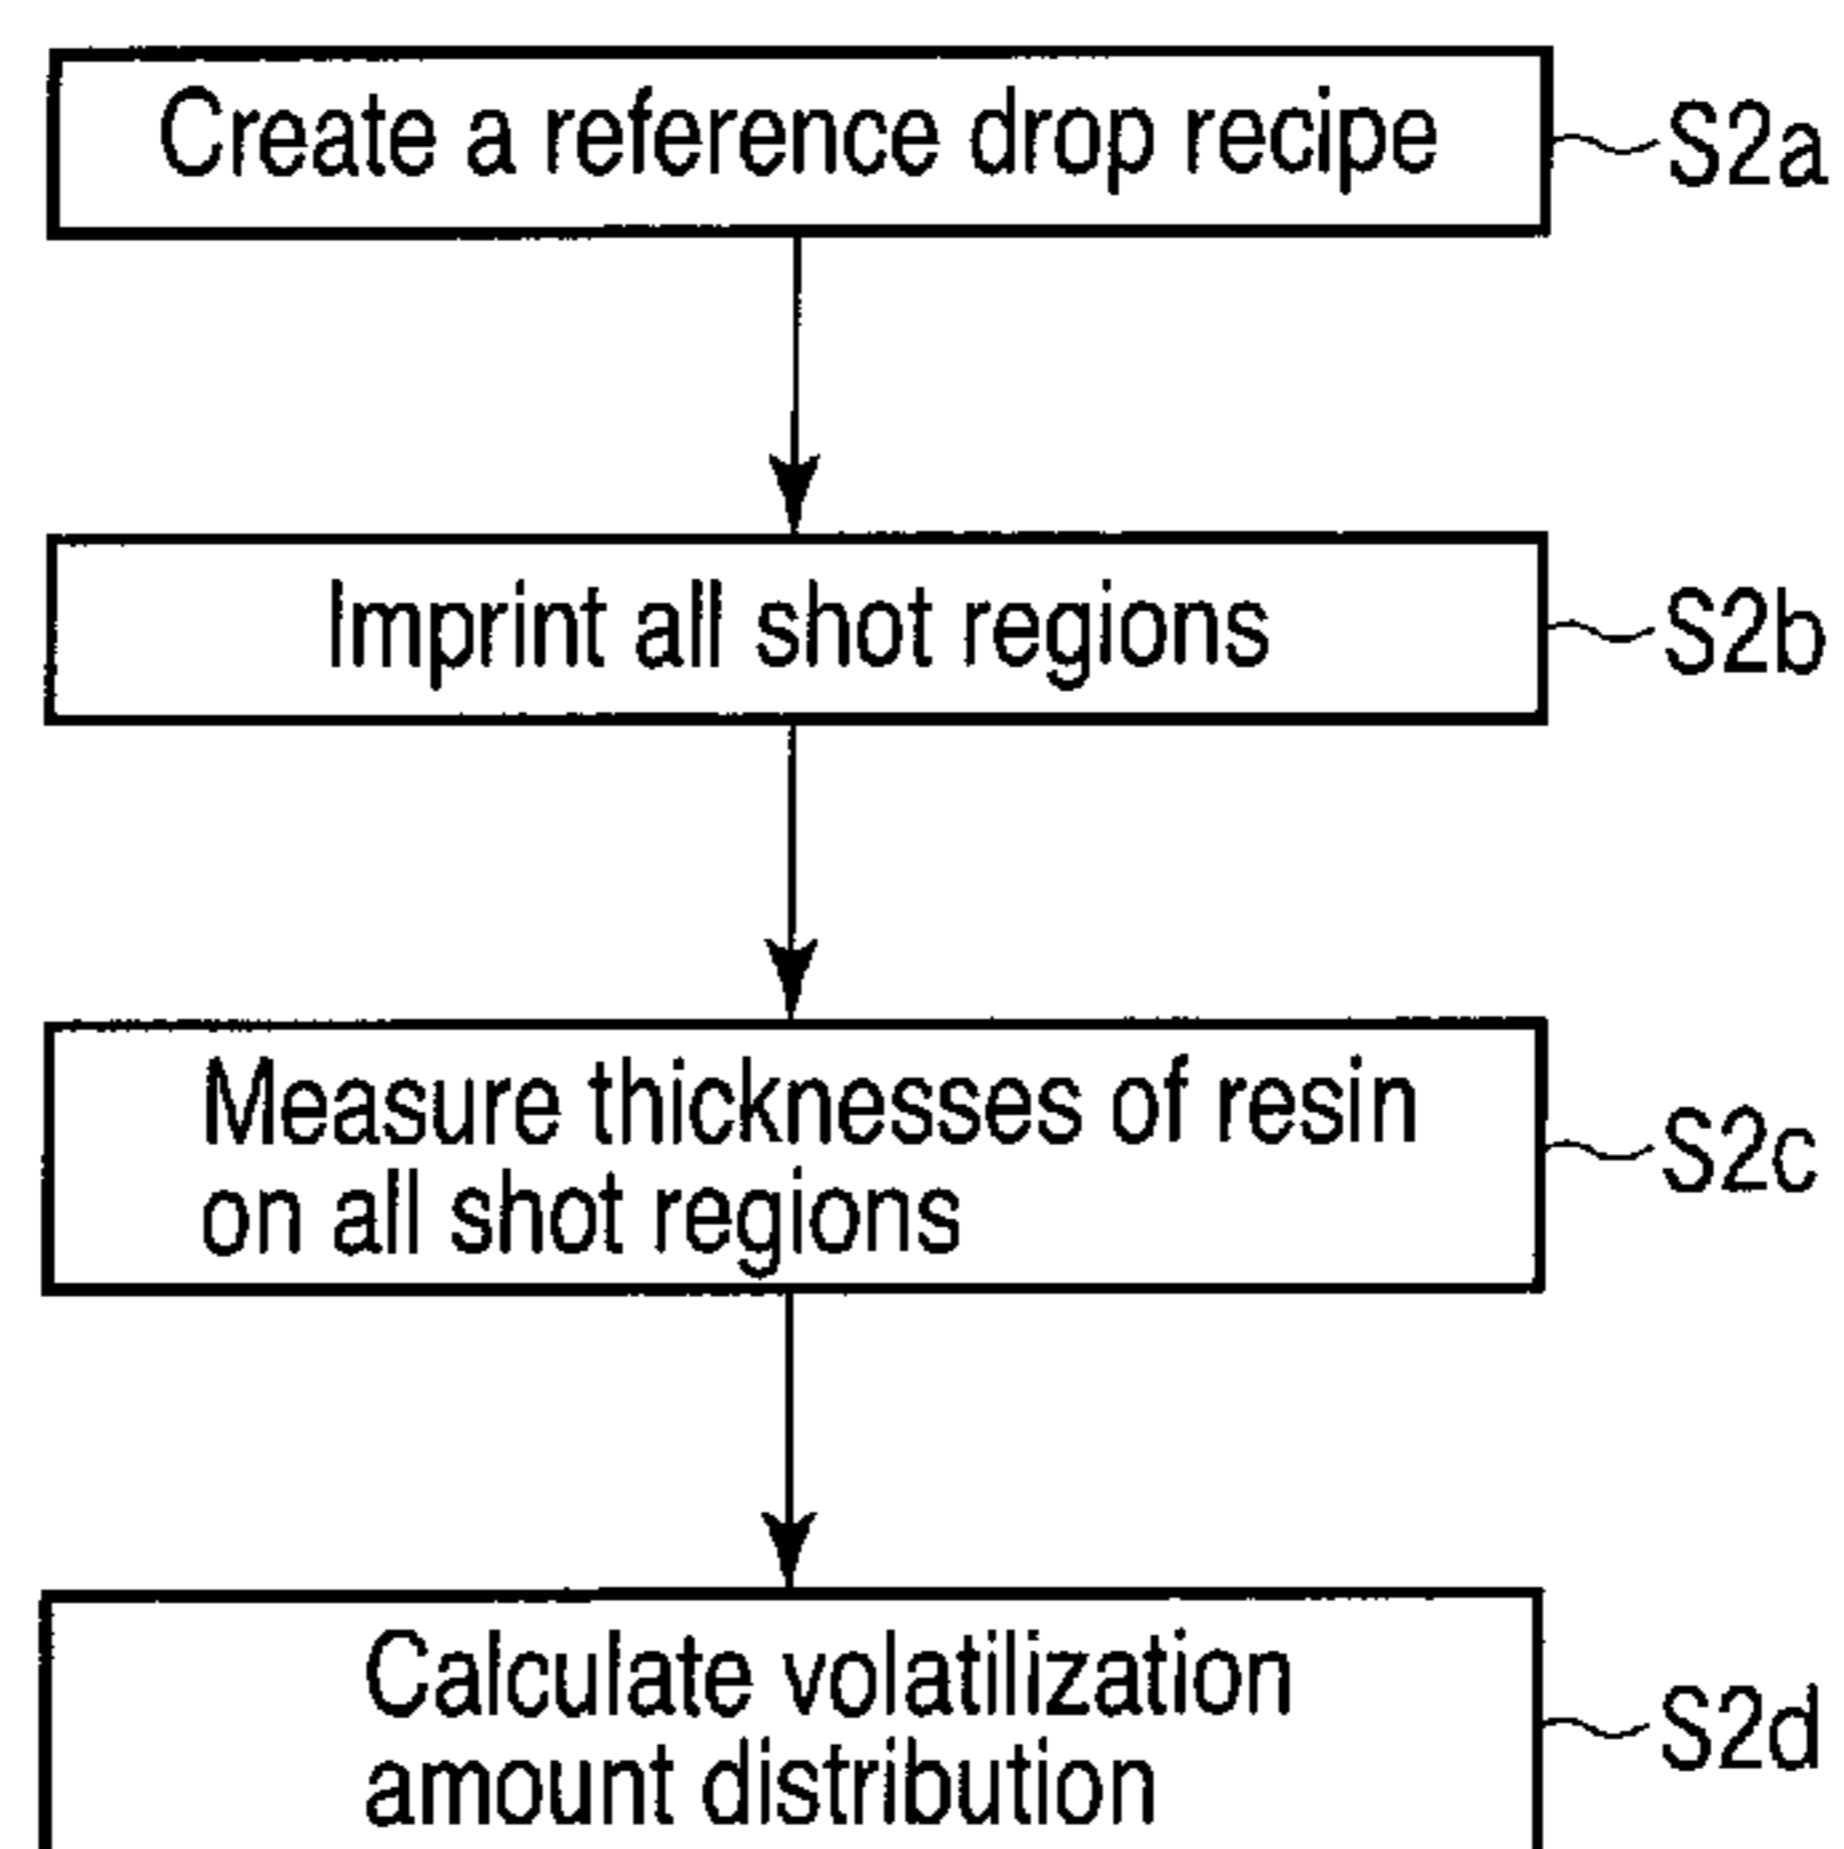 Create a reference drop recipe
S2a
Imprint all shot regions
S2b
Measure thicknesses of resin
on all shot regions
S2c
Calculate volatilization
amount distribution
S2d